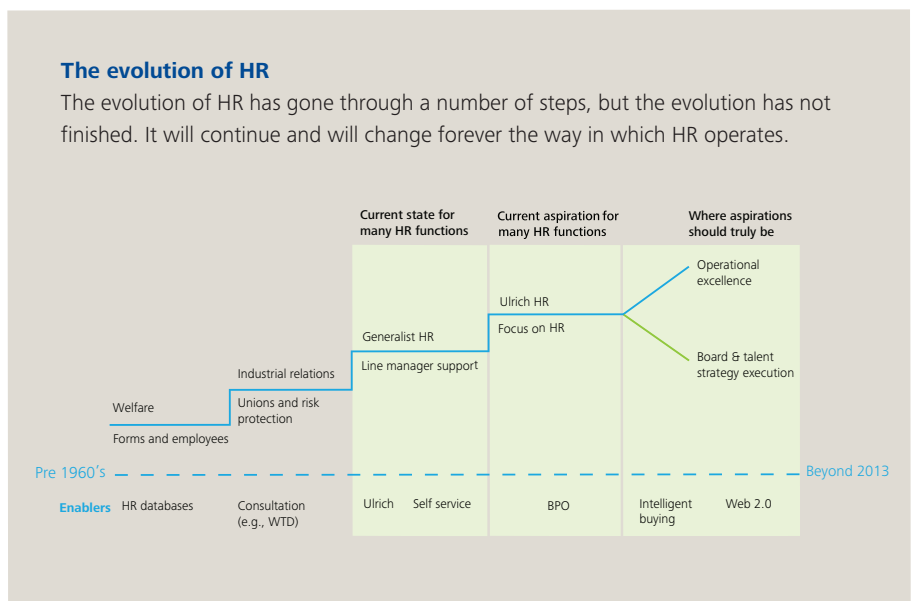 The evolution of HR
The evolution of HR has gone through a number of steps, but the evolution has not
finished. It will continue and will change forever the way in which HR operates.
Current state for
many HR functions
Current aspiration for
many HR functions
Where aspirations
should truly be
Operational
excellence
Ulrich HR
Focus on HR
Generalist HR
Line manager support
Board & talent
strategy execution
Industrial relations
Unions and risk
protection
Welfare
Forms and employees
Pre 1960's
Beyond 2013
Enablers
HR databases
Consultation
(e.g., WTD)
Ulrich
Self service
BPO
Intelligent
buying
Web 2.0